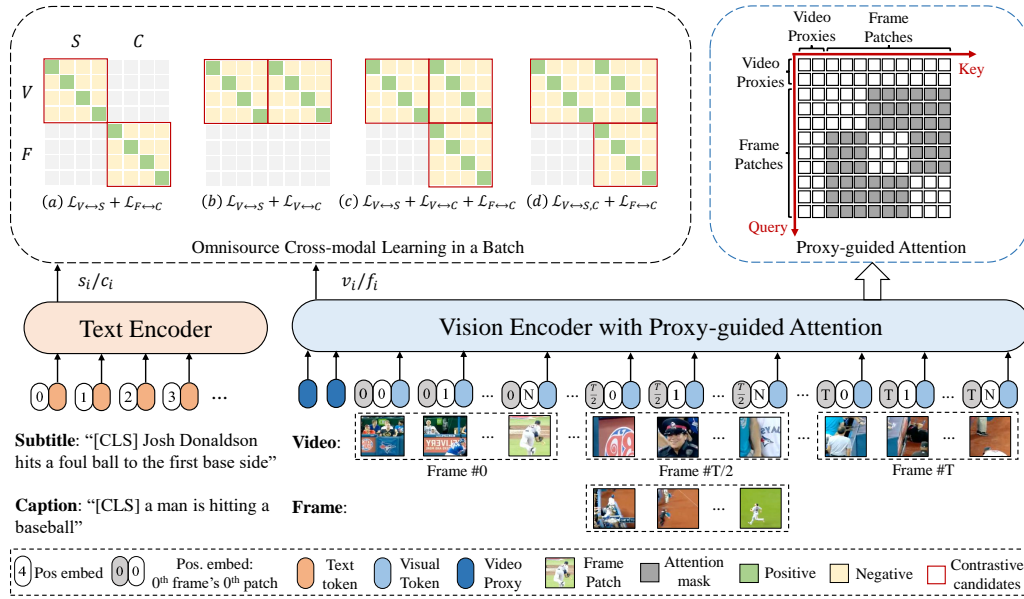 S C
V
F
(a) ℒ_{V↔S} + ℒ_{F↔C}
(b) ℒ_{V↔S} + ℒ_{V↔C}
(c) ℒ_{V↔S} + ℒ_{V↔C} + ℒ_{F↔C}
(d) ℒ_{V↔S,C} + ℒ_{F↔C}
Omnisource Cross-modal Learning in a Batch
Video Proxies
Frame Patches
Key
Video Proxies
Frame Patches
Query
Proxy-guided Attention
s_i/c_i
v_i/f_i
Text Encoder
Vision Encoder with Proxy-guided Attention
0 1 2 3 ...
0 0 0 1 ... 0 N ... T/2 0 T/2 1 ... T/2 N ... T 0 T 1 ... T N
Subtitle: “[CLS] Josh Donaldson
hits a foul ball to the first base side”
Video:
... ... ... ... ...
Frame #0 Frame #T/2 Frame #T
Caption: “[CLS] a man is hitting a
baseball”
Frame:
...
4 Pos embed
0 0 Pos. embed:
0th frame's 0th patch
Text token
Visual Token
Video Proxy
Frame Patch
Attention mask
Positive
Negative
Contrastive candidates